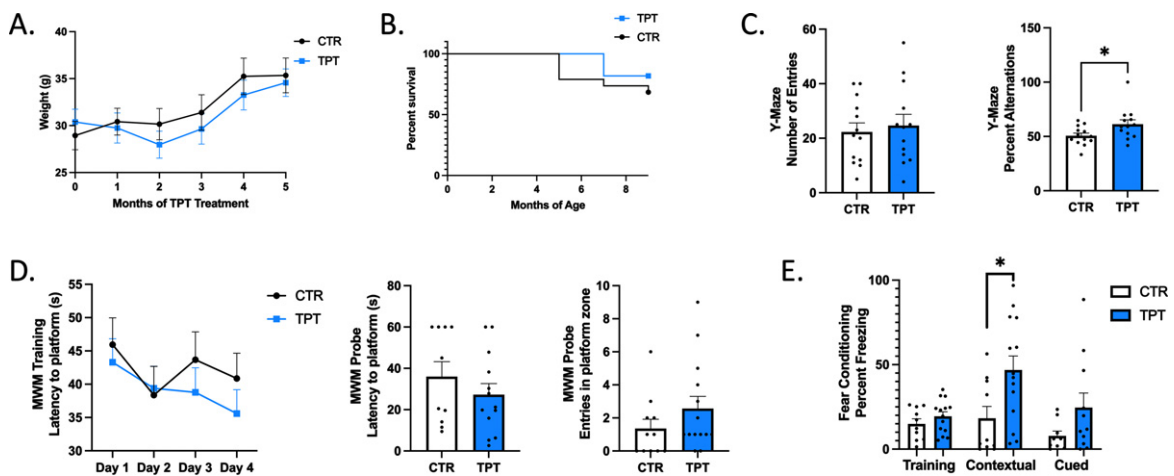 A.
CTR
TPT
Weight (g)
40
35
30
25
0 1 2 3 4 5
Months of TPT Treatment
B.
TPT
CTR
Percent survival
100
50
0
0 2 4 6 8
Months of Age
C.
Y-Maze
Number of Entries
60
40
20
0
CTR TPT
Y-Maze
Percent Alternations
150
100
50
0
*
CTR TPT
D.
MWM Training
Latency to platform (s)
55
50
45
40
35
30
CTR
TPT
Day 1 Day 2 Day 3 Day 4
MWM Probe
Latency to platform (s)
80
60
40
20
0
CTR TPT
MWM Probe
Entries in platform zone
10
8
6
4
2
0
CTR TPT
E.
Fear Conditioning
Percent Freezing
100
50
0
*
CTR
TPT
Training Contextual Cued